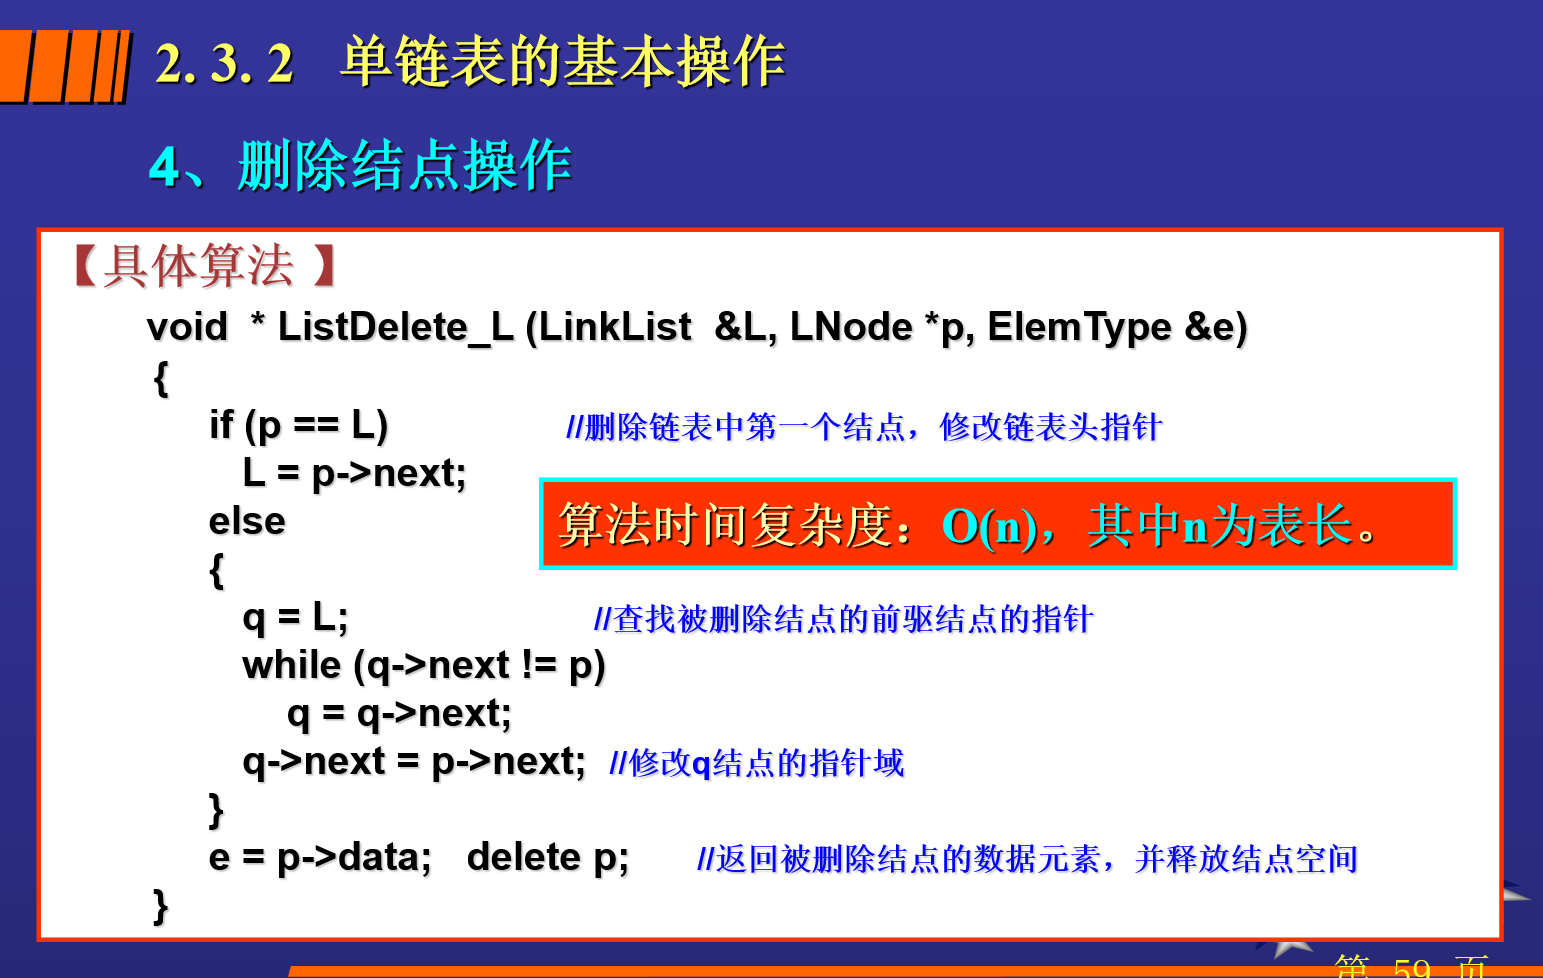 2. 3. 2 单链表的基本操作
4、删除结点操作
【具体算法 】
void * ListDelete_L (LinkList &L, LNode *p, ElemType &e)
{
if (p == L) //删除链表中第一个结点，修改链表头指针
L = p->next;
else
算法时间复杂度：O(n)，其中n为表长。
{
q = L; //查找被删除结点的前驱结点的指针
while (q->next != p)
q = q->next;
q->next = p->next; //修改q结点的指针域
}
e = p->data; delete p; //返回被删除结点的数据元素，并释放结点空间
}
第 59 页